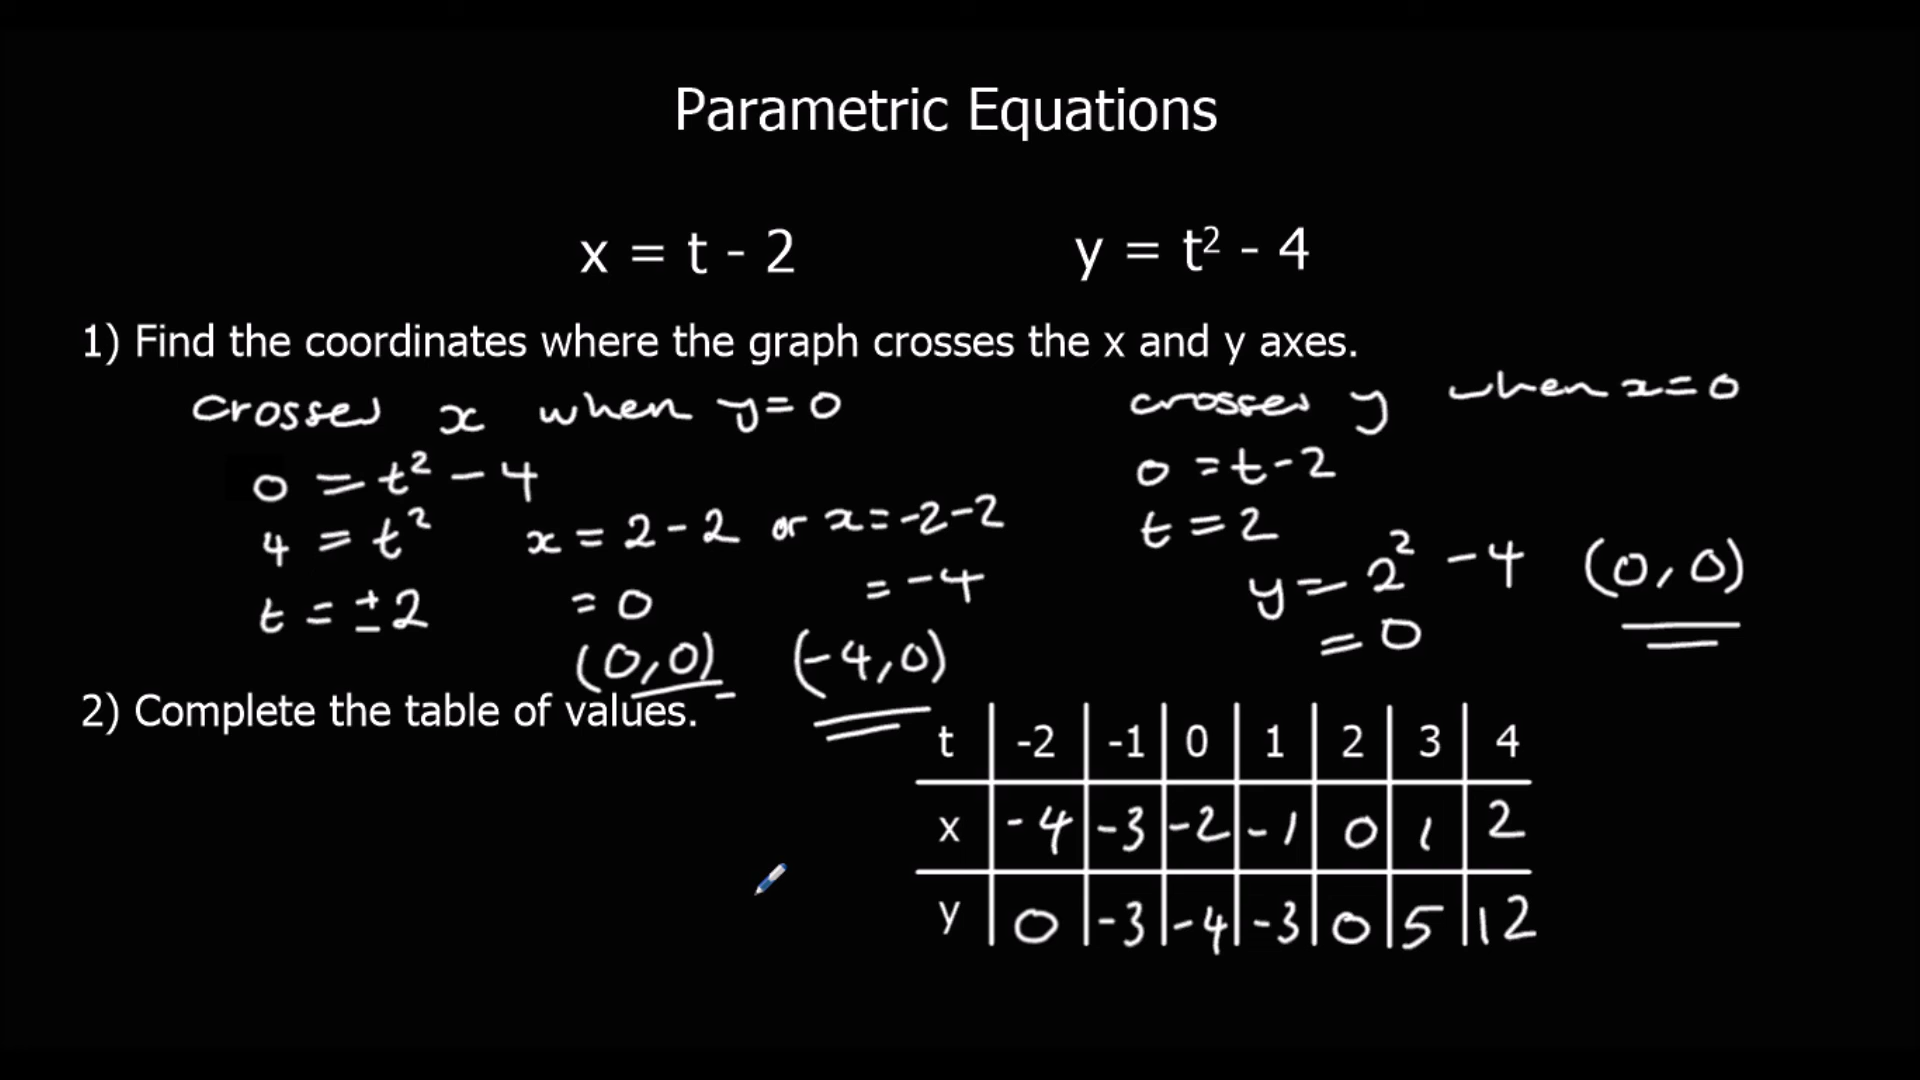 Parametric Equations
x = t - 2 y = t² - 4
1) Find the coordinates where the graph crosses the x and y axes.
crosses x when y=0
0 = t² - 4
4 = t²
t = ±2
x = 2 - 2 or x = -2 - 2
= 0 = -4
(0,0) (-4,0)
crosses y when x=0
0 = t - 2
t = 2
y = 2² - 4 (0,0)
= 0
2) Complete the table of values.
t -2 -1 0 1 2 3 4
x -4 -3 -2 -1 0 1 2
y 0 -3 -4 -3 0 5 12